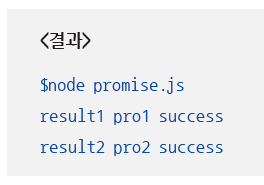 <결과>
$node promise.js
result1 pro1 success
result2 pro2 success